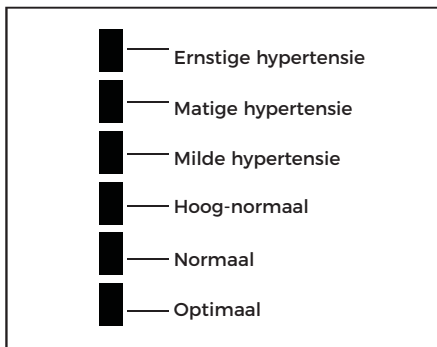 Ernstige hypertensie
Matige hypertensie
Milde hypertensie
Hoog-normaal
Normaal
Optimaal